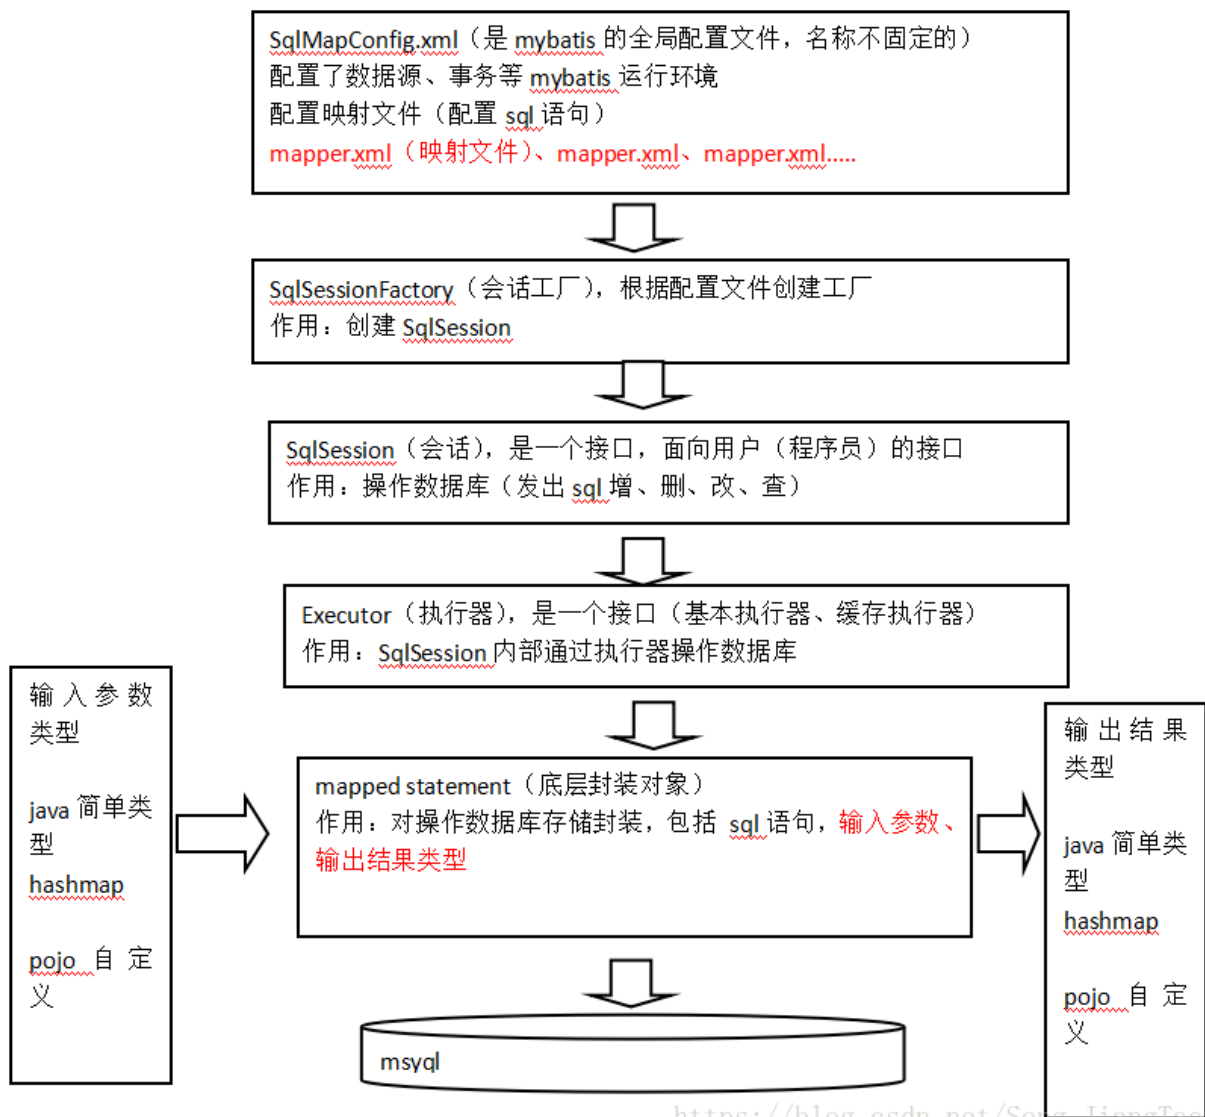 SqlMapConfig.xml（是 mybatis 的全局配置文件，名称不固定的）
配置了数据源、事务等 mybatis 运行环境
配置映射文件（配置 sql 语句）
mapper.xml（映射文件）、mapper.xml、mapper.xml.....
SqlSessionFactory（会话工厂），根据配置文件创建工厂
作用：创建 SqlSession
SqlSession（会话），是一个接口，面向用户（程序员）的接口
作用：操作数据库（发出 sql 增、删、改、查）
Executor（执行器），是一个接口（基本执行器、缓存执行器）
作用：SqlSession 内部通过执行器操作数据库
输入参数
类型
java 简单类
型
hashmap
pojo 自定
义
mapped statement（底层封装对象）
作用：对操作数据库存储封装，包括 sql 语句，输入参数、
输出结果类型
输出结果
类型
java 简单类
型
hashmap
pojo 自定
义
msyql